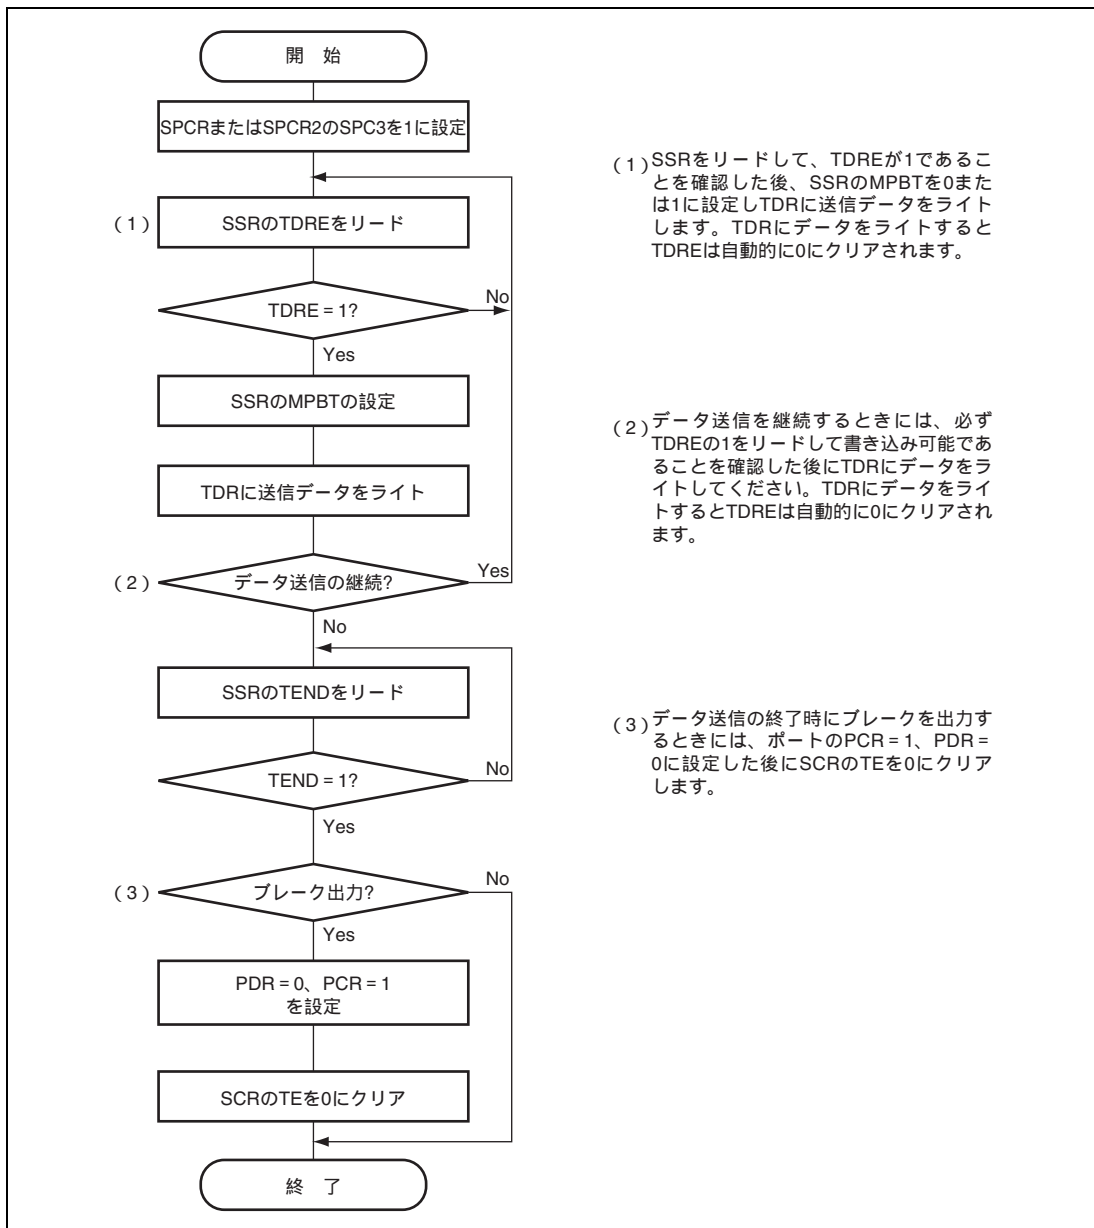 開　始
SPCRまたはSPCR2のSPC3を1に設定
(1)
SSRのTDREをリード
TDRE = 1?
No
Yes
SSRのMPBTの設定
TDRに送信データをライト
(2)
データ送信の継続?
Yes
No
SSRのTENDをリード
TEND = 1?
No
Yes
(3)
ブレーク出力?
No
Yes
PDR = 0、PCR = 1
を設定
SCRのTEを0にクリア
終　了
(1)SSRをリードして、TDREが1であるこ
とを確認した後、SSRのMPBTを0また
は1に設定しTDRに送信データをライト
します。TDRにデータをライトすると
TDREは自動的に0にクリアされます。
(2)データ送信を継続するときには、必ず
TDREの1をリードして書き込み可能であ
ることを確認した後にTDRにデータをラ
イトしてください。TDRにデータをライ
トするとTDREは自動的に0にクリアされ
ます。
(3)データ送信の終了時にブレークを出力す
るときには、ポートのPCR = 1、PDR =
0に設定した後にSCRのTEを0にクリア
します。